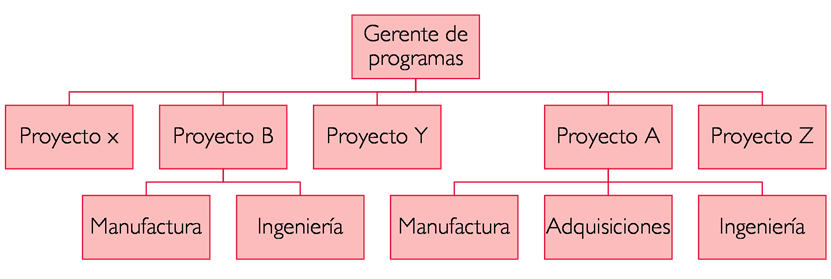 Gerente de
programas
Proyecto x
Proyecto B
Proyecto Y
Proyecto A
Proyecto Z
Manufactura
Ingeniería
Manufactura
Adquisiciones
Ingeniería